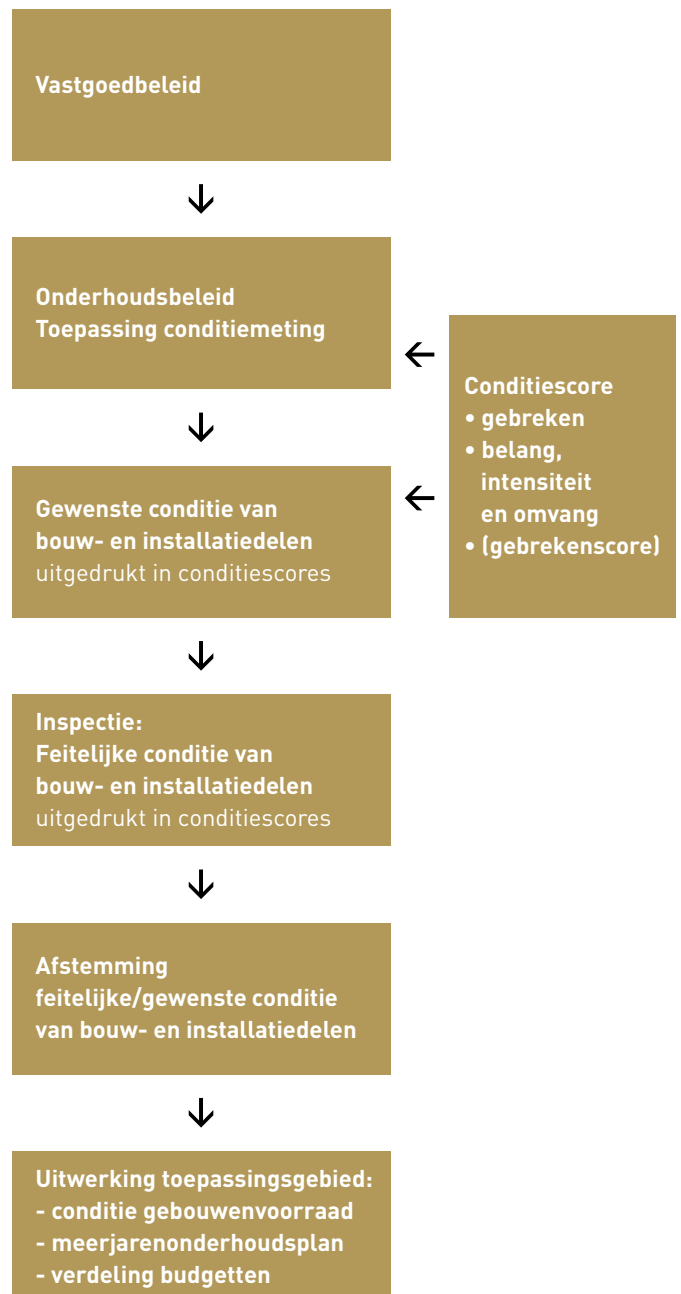 Vastgoedbeleid
Onderhoudsbeleid
Toepassing conditiemeting
Conditiescore
• gebreken
• belang,
intensiteit
en omvang
• (gebrekenscore)
Gewenste conditie van
bouw- en installatiedelen
uitgedrukt in conditiescores
Inspectie:
Feitelijke conditie van
bouw- en installatiedelen
uitgedrukt in conditiescores
Afstemming
feitelijke/gewenste conditie
van bouw- en installatiedelen
Uitwerking toepassingsgebied:
- conditie gebouwenvoorraad
- meerjarenonderhoudsplan
- verdeling budgetten